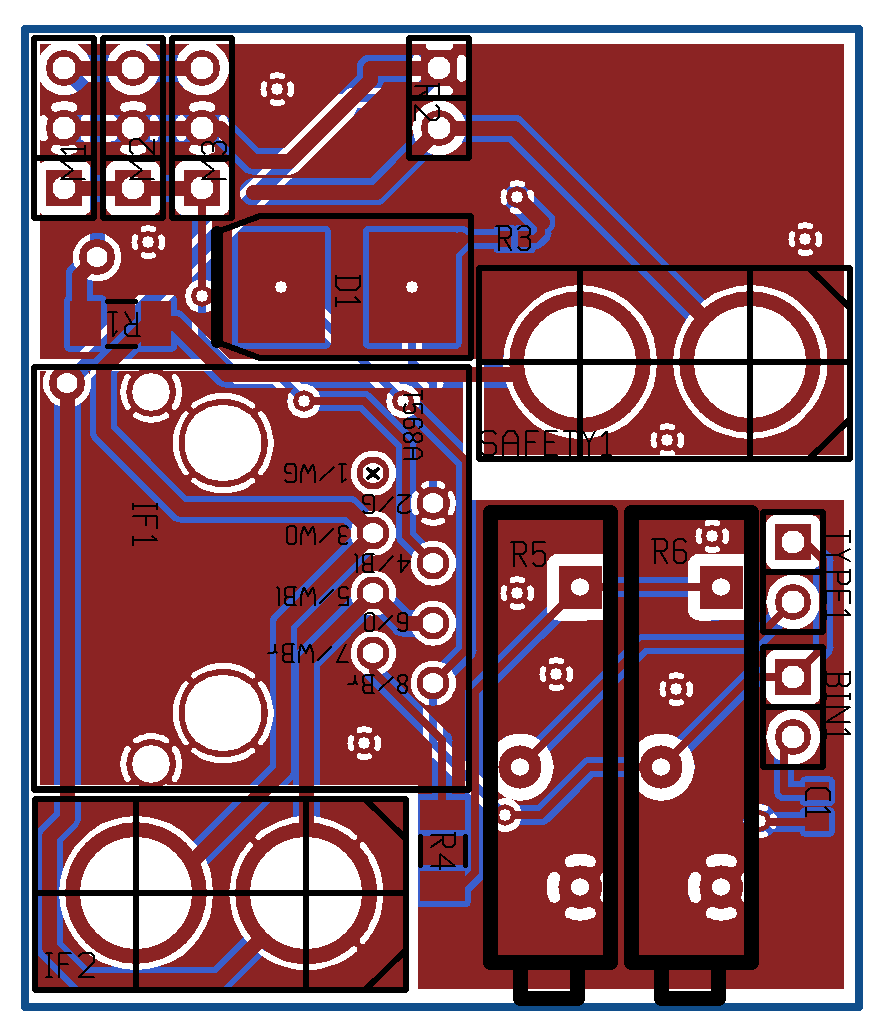 M1
M2
M3
R2
R3
D1
R1
SAFETY1
T568A
1/WG
2/G
3/WO
4/Bl
5/WBl
6/O
7/WBr
8/Br
IF1
R5
R6
TYPE1
BTN1
C1
R4
IF2